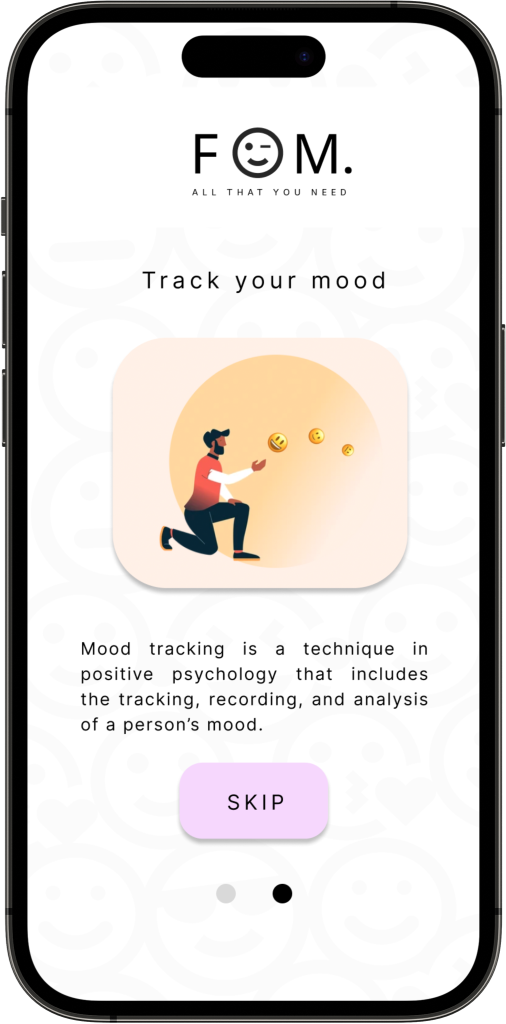 F M.
ALL THAT YOU NEED
Track your mood
Mood tracking is a technique in
positive psychology that includes
the tracking, recording, and analysis
of a person’s mood.
SKIP